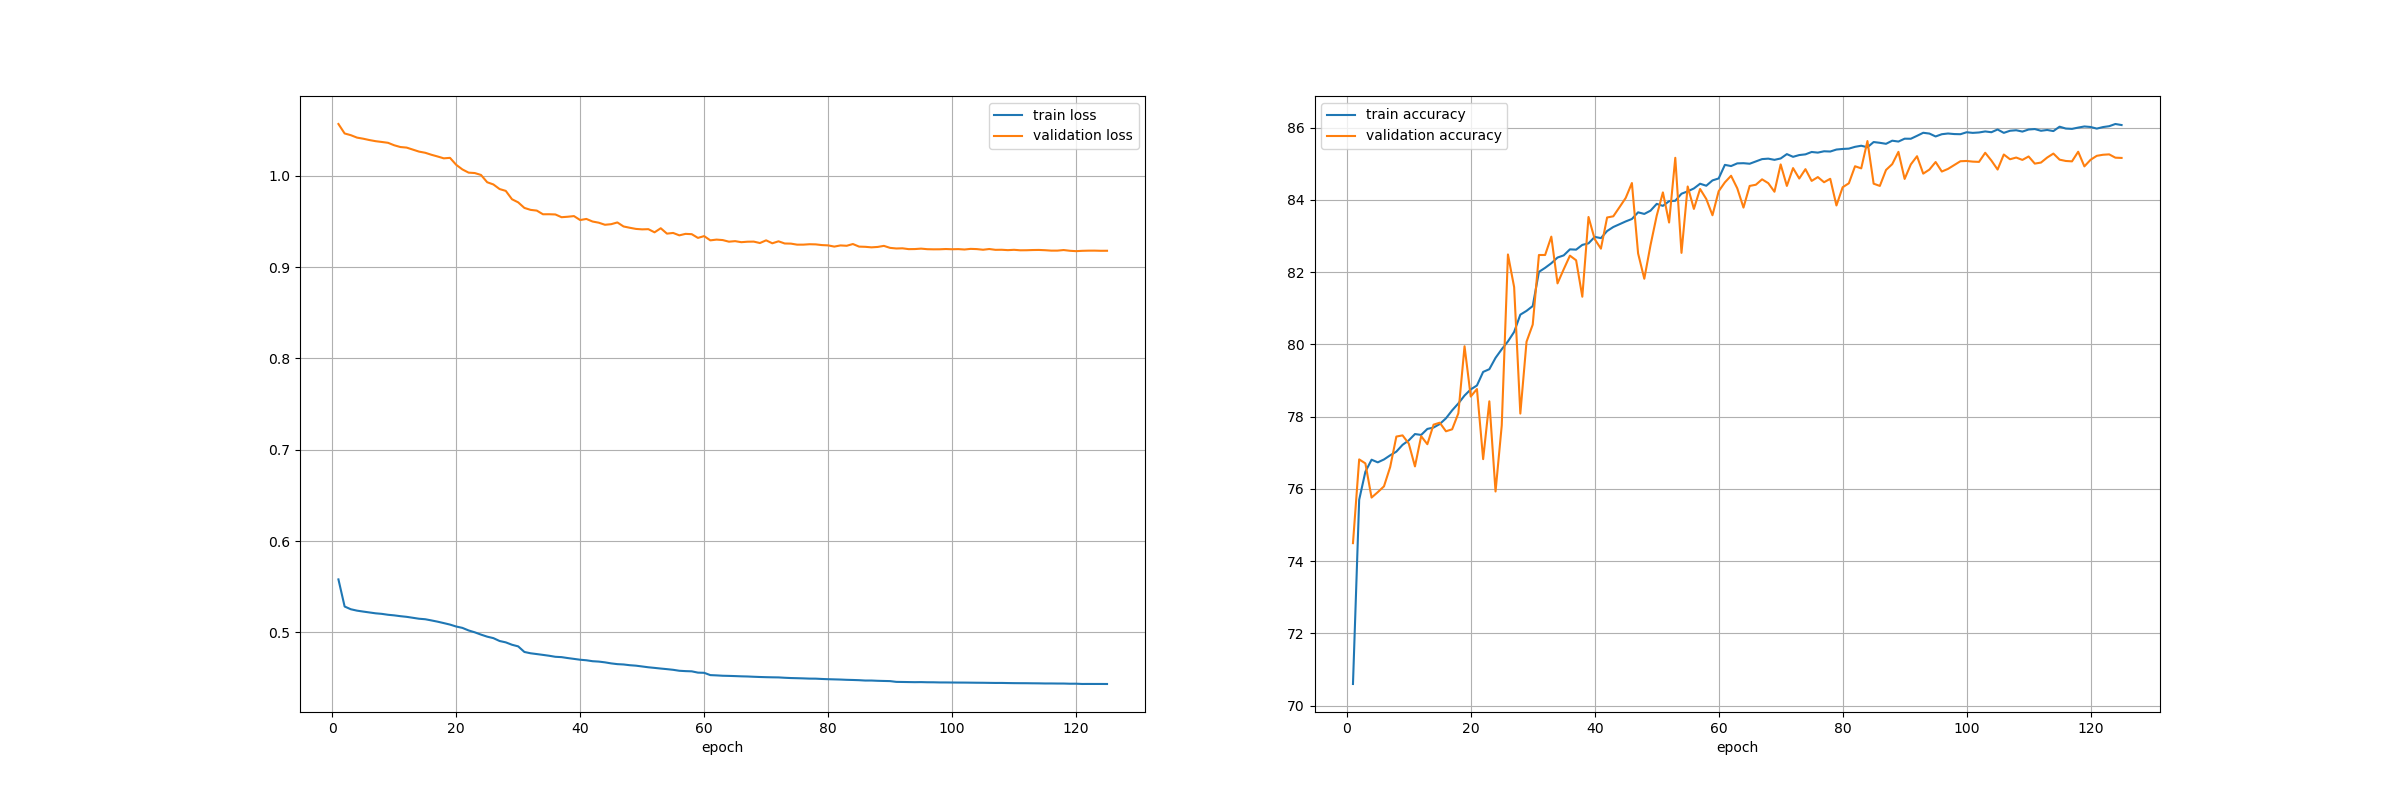 train loss
validation loss
1.0
0.9
0.8
0.7
0.6
0.5
0 20 40 60 80 100 120
epoch
train accuracy
validation accuracy
86
84
82
80
78
76
74
72
70
0 20 40 60 80 100 120
epoch